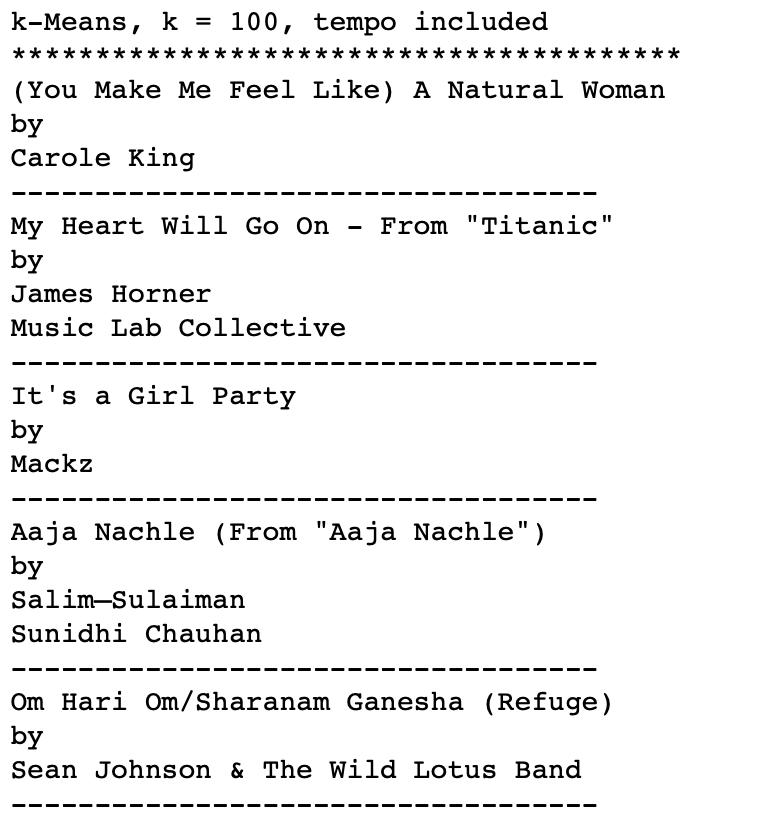 k-Means, k = 100, tempo included
****************************************
(You Make Me Feel Like) A Natural Woman
by
Carole King
-----------------------------------
My Heart Will Go On - From "Titanic"
by
James Horner
Music Lab Collective
-----------------------------------
It's a Girl Party
by
Mackz
-----------------------------------
Aaja Nachle (From "Aaja Nachle")
by
Salim–Sulaiman
Sunidhi Chauhan
-----------------------------------
Om Hari Om/Sharanam Ganesha (Refuge)
by
Sean Johnson & The Wild Lotus Band
-----------------------------------